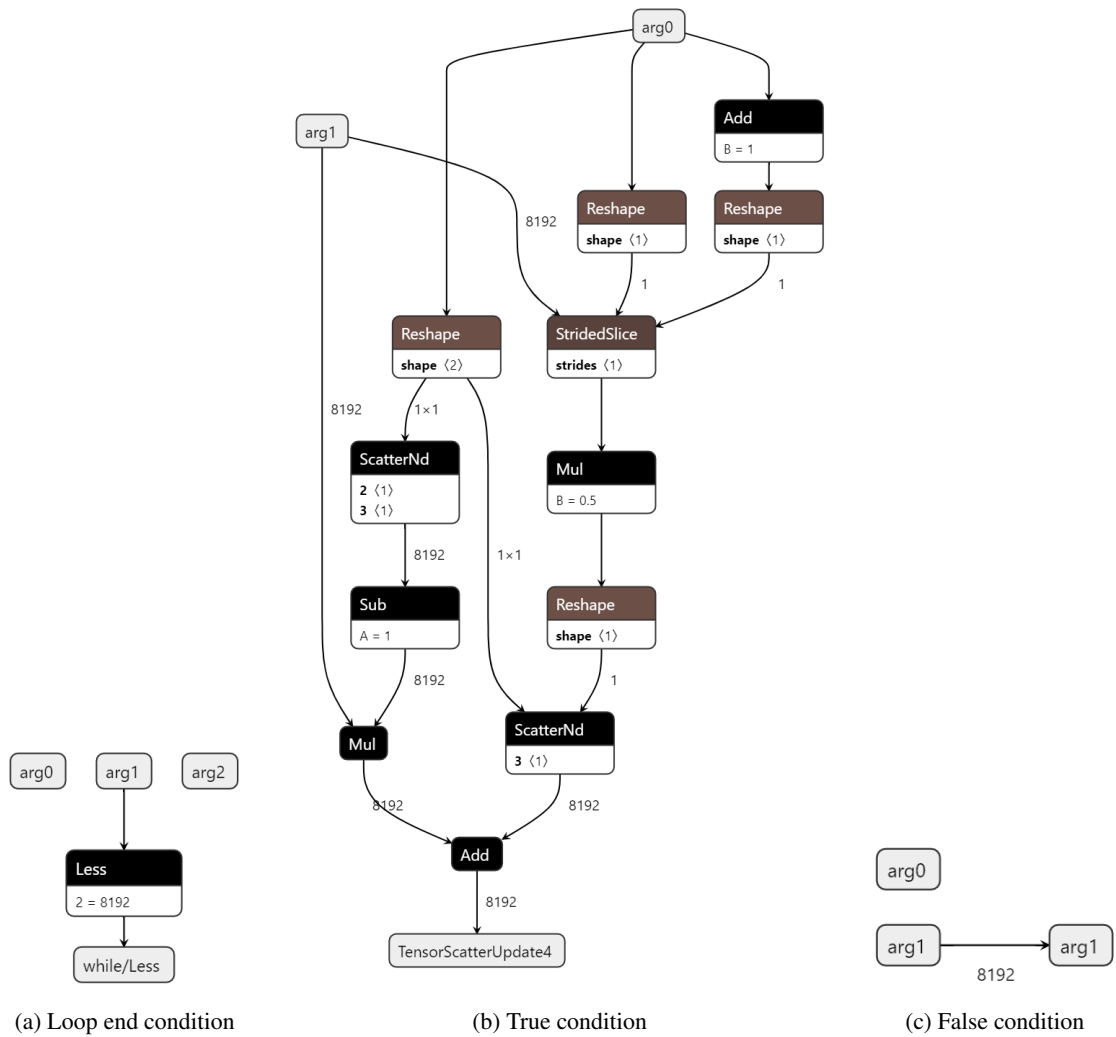 arg0
arg1
Add
B = 1
Reshape
shape 〈1〉
Reshape
shape 〈1〉
8192
1
1
Reshape
shape 〈2〉
StridedSlice
strides 〈1〉
8192
1×1
ScatterNd
2 〈1〉
3 〈1〉
Mul
B = 0.5
8192
1×1
Sub
A = 1
Reshape
shape 〈1〉
8192
1
Mul
ScatterNd
3 〈1〉
8192
8192
Add
8192
TensorScatterUpdate4
arg0
arg1
arg2
Less
2 = 8192
while/Less
arg0
arg1
arg1
8192
(a) Loop end condition
(b) True condition
(c) False condition